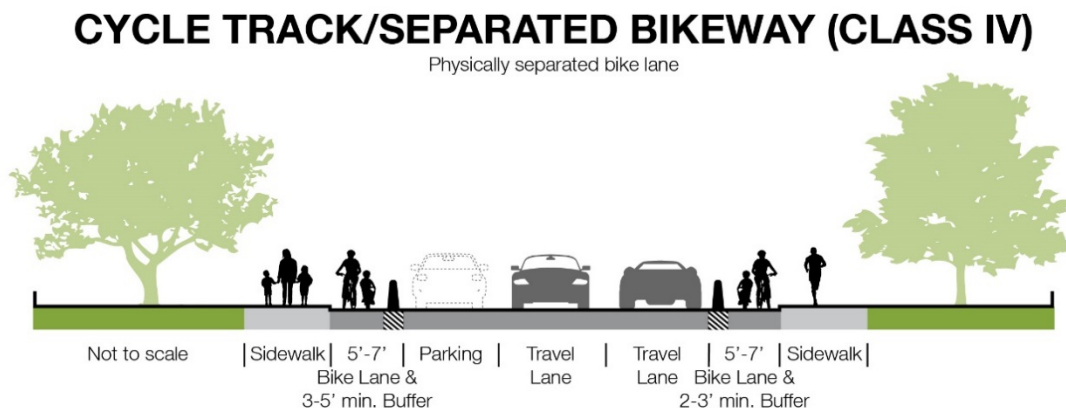 CYCLE TRACK/SEPARATED BIKEWAY (CLASS IV)
Physically separated bike lane
Not to scale
Sidewalk
5’-7’
Bike Lane &
3-5’ min. Buffer
Parking
Travel
Lane
Travel
Lane
5’-7’
Bike Lane &
2-3’ min. Buffer
Sidewalk